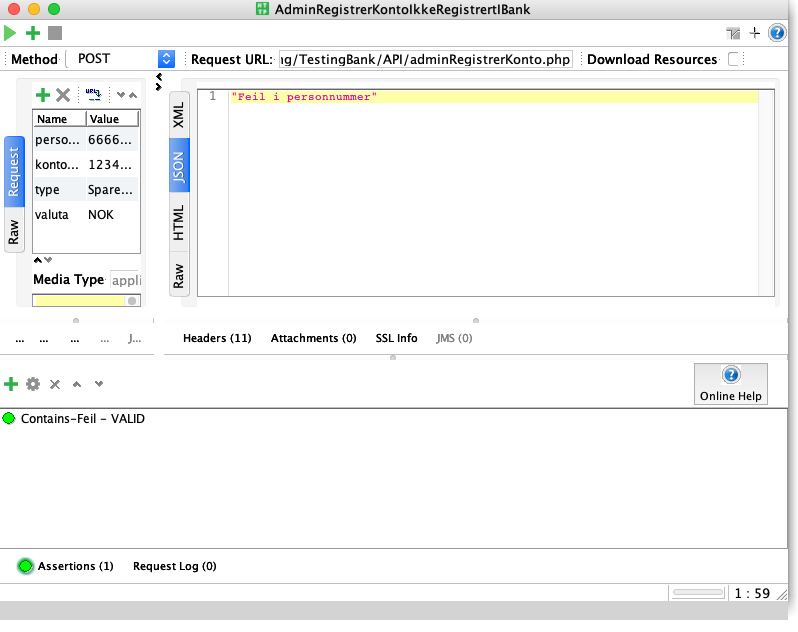 AdminRegistrerKontoIkkeRegistrertIBank
Method POST Request URL: ıg/TestingBank/API/adminRegistrerKonto.php Download Resources
Request
Raw
Name Value
perso... 6666...
konto... 1234...
type Spare...
valuta NOK
Media Type appli
XML
JSON
HTML
Raw
1 "Feil i personnummer"
... ... ... ... J...
Headers (11) Attachments (0) SSL Info JMS (0)
Online Help
Contains-Feil - VALID
Assertions (1) Request Log (0)
1 : 59